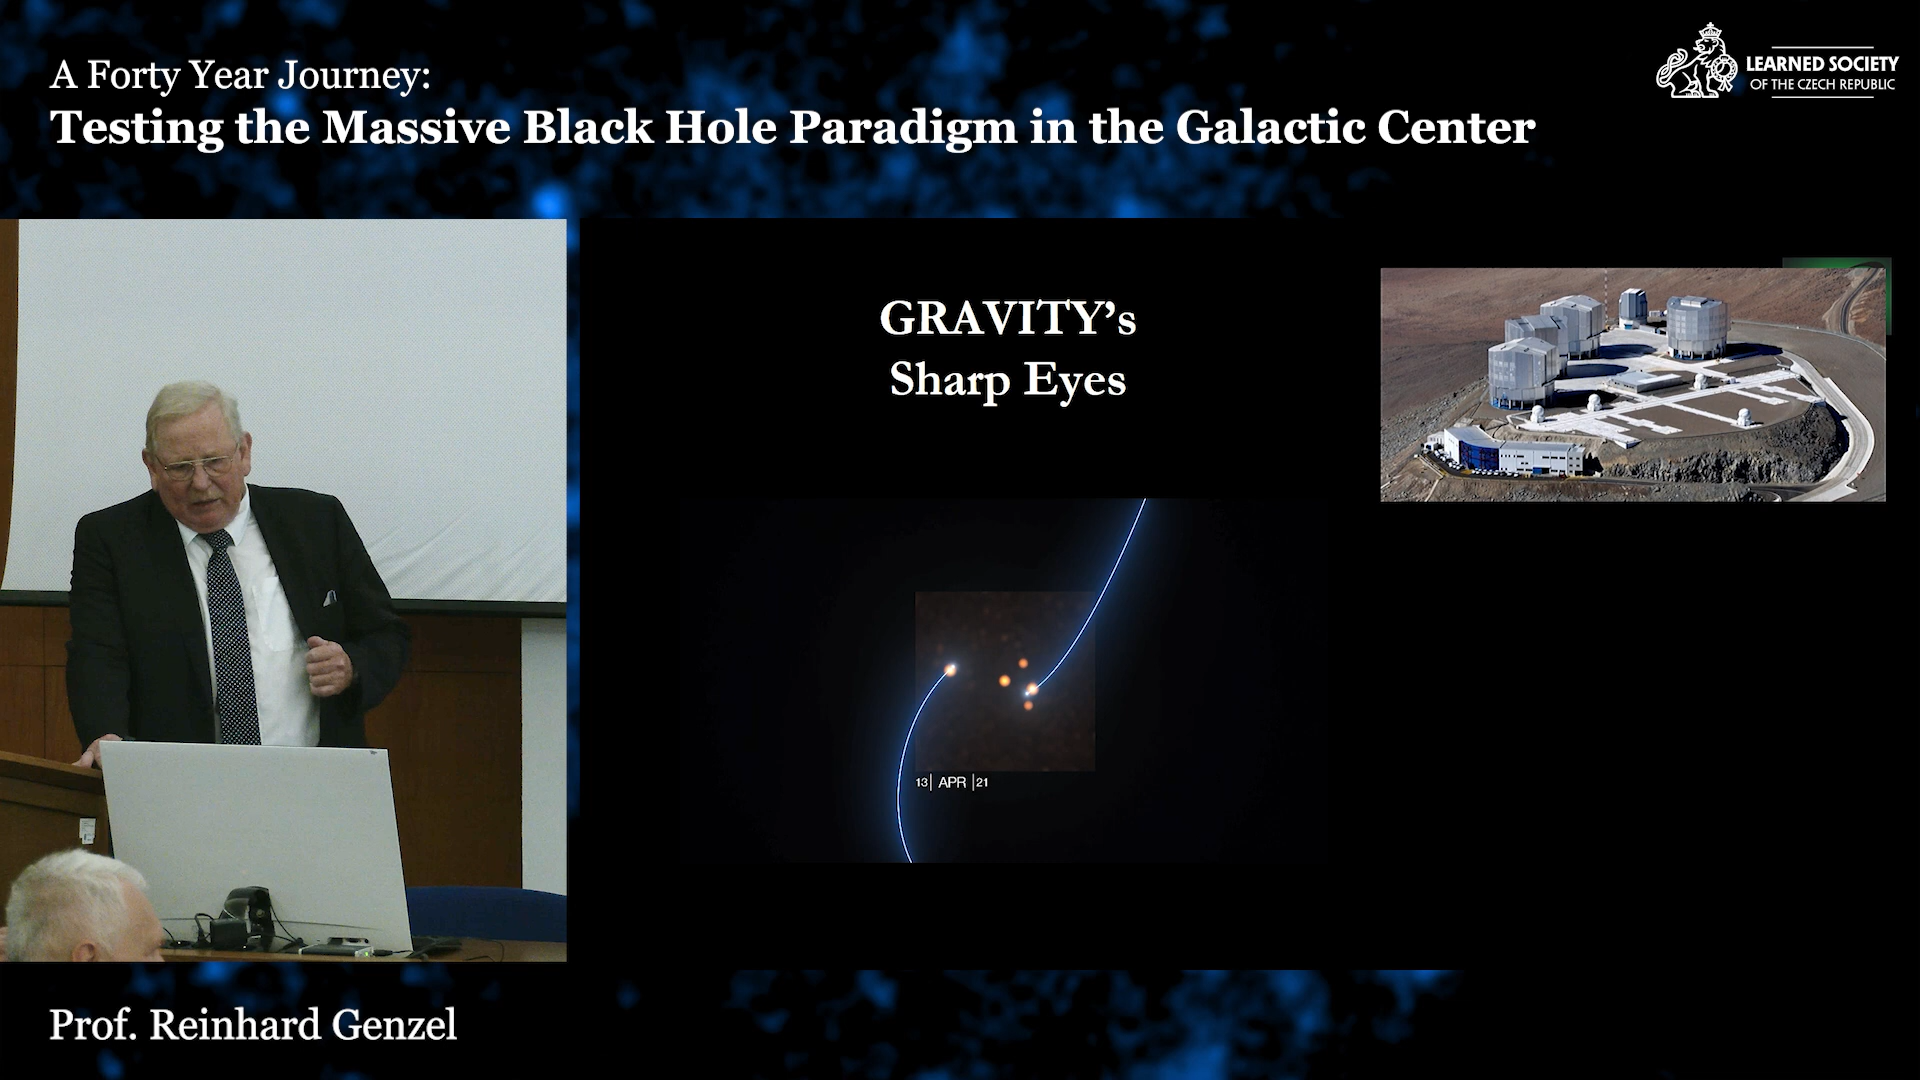 A Forty Year Journey:
Testing the Massive Black Hole Paradigm in the Galactic Center
LEARNED SOCIETY
OF THE CZECH REPUBLIC
GRAVITY’s
Sharp Eyes
13| APR |21
Prof. Reinhard Genzel